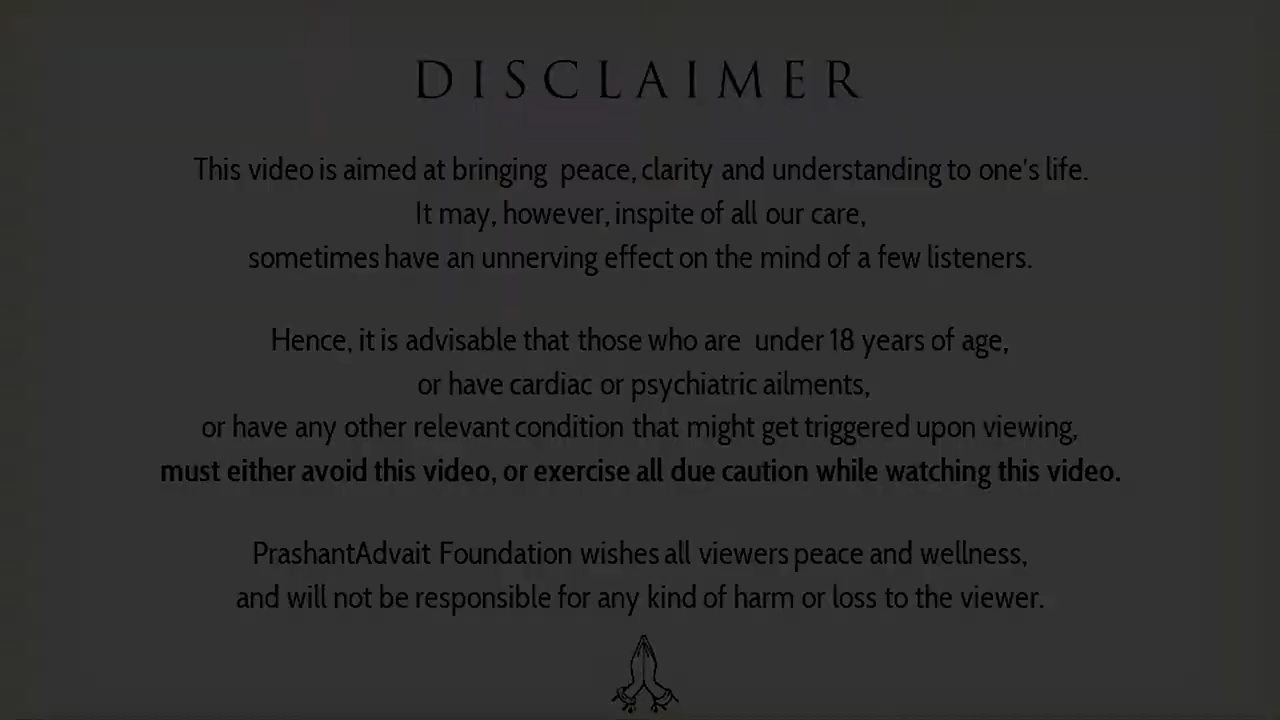 DISCLAIMER
This video is aimed at bringing peace, clarity and understanding to one's life.
It may, however, inspite of all our care,
sometimes have an unnerving effect on the mind of a few listeners.
Hence, it is advisable that those who are under 18 years of age,
or have cardiac or psychiatric ailments,
or have any other relevant condition that might get triggered upon viewing,
must either avoid this video, or exercise all due caution while watching this video.
PrashantAdvait Foundation wishes all viewers peace and wellness,
and will not be responsible for any kind of harm or loss to the viewer.